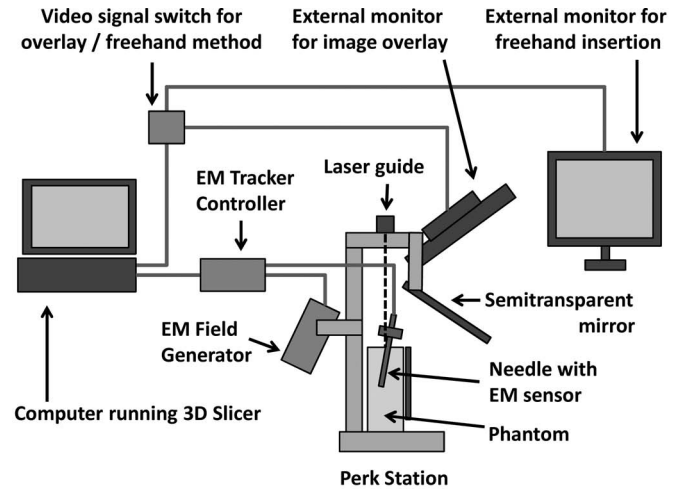 Video signal switch for
overlay / freehand method
External monitor
for image overlay
External monitor for
freehand insertion
EM Tracker
Controller
Laser guide
Semitransparent
mirror
EM Field
Generator
Needle with
EM sensor
Computer running 3D Slicer
Phantom
Perk Station